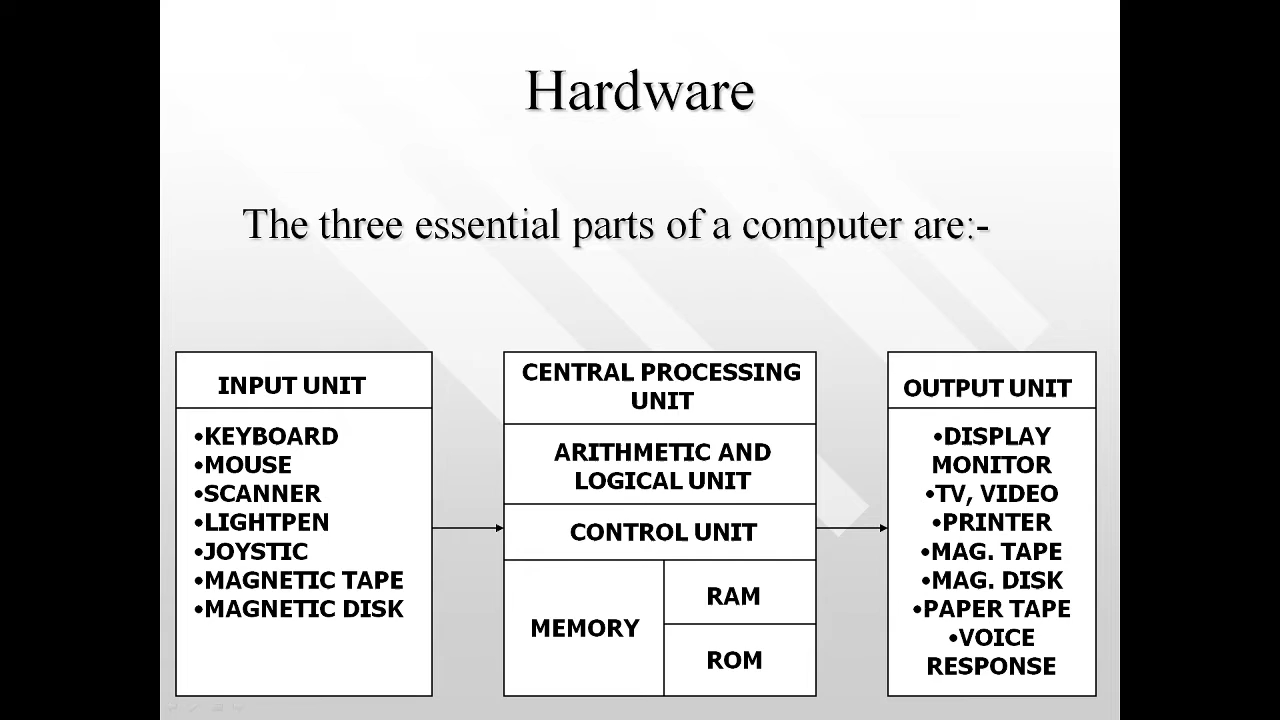 Hardware
The three essential parts of a computer are:-
INPUT UNIT
•KEYBOARD
•MOUSE
•SCANNER
•LIGHTPEN
•JOYSTIC
•MAGNETIC TAPE
•MAGNETIC DISK
CENTRAL PROCESSING
UNIT
ARITHMETIC AND
LOGICAL UNIT
CONTROL UNIT
MEMORY
RAM
ROM
OUTPUT UNIT
•DISPLAY
MONITOR
•TV, VIDEO
•PRINTER
•MAG. TAPE
•MAG. DISK
•PAPER TAPE
•VOICE
RESPONSE